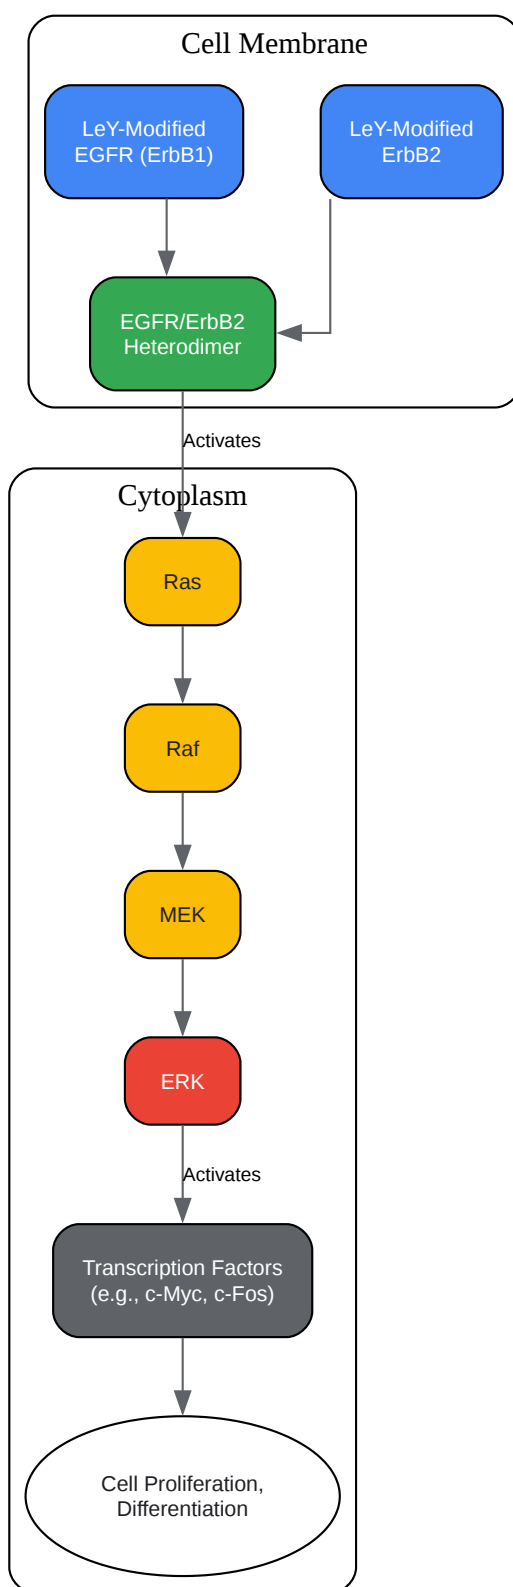 Cell Membrane
LeY-Modified
EGFR (ErbB1)
LeY-Modified
ErbB2
EGFR/ErbB2
Heterodimer
Activates
Cytoplasm
Ras
Raf
MEK
ERK
Activates
Transcription Factors
(e.g., c-Myc, c-Fos)
Cell Proliferation,
Differentiation